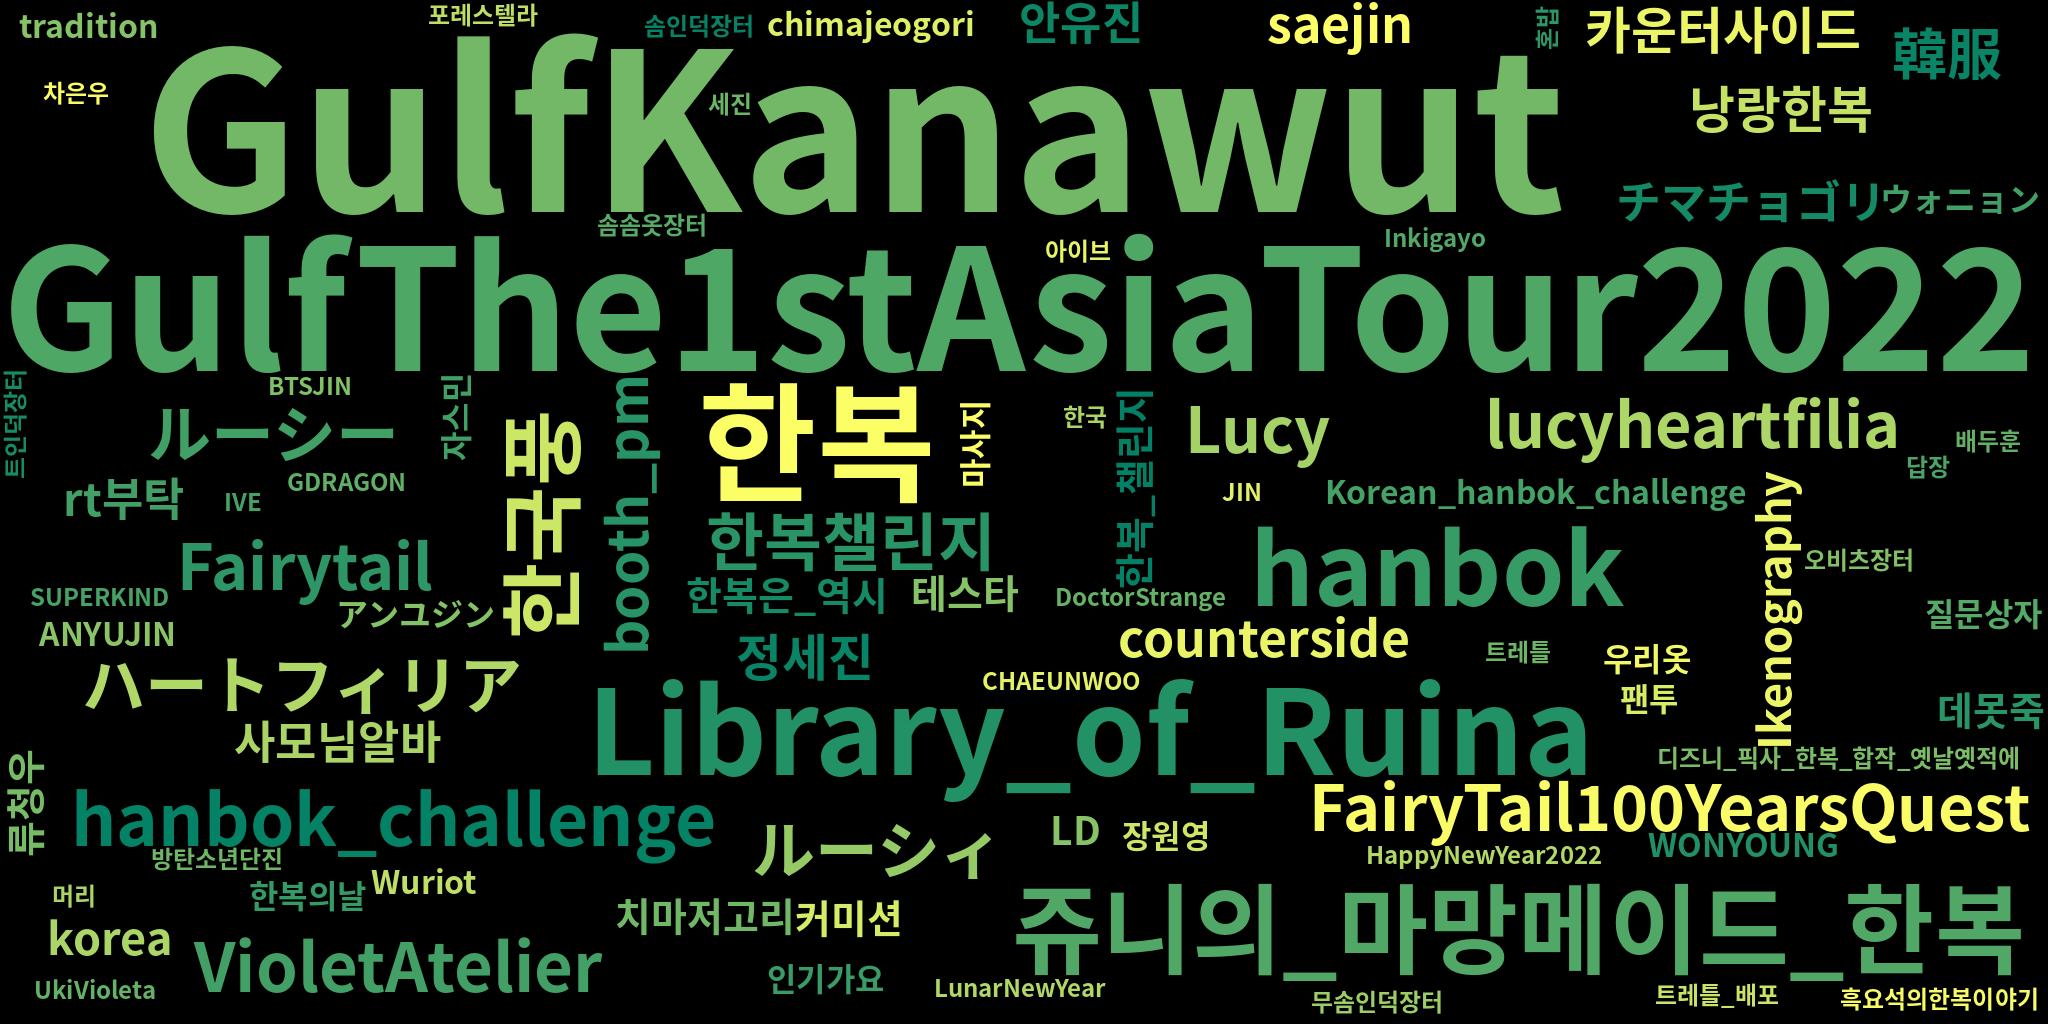 tradition
포레스텔라
솜인덕장터
chimajeogori
안유진
saejin
혼밥
카운터사이드
韓服
차은우
GulfKanawut
세진
낭랑한복
チマチョゴリ
ウォニョン
솜솜옷장터
아이브
Inkigayo
GulfThe1stAsiaTour2022
트인덕장터
BTSJIN
자스민
ルーシー
한국풍
booth_pm
한복
마사지
한국
한복_챌린지
Lucy
lucyheartfilia
배두훈
답장
rt부탁
IVE
GDRAGON
JIN
Korean_hanbok_challenge
Ikenography
Fairytail
한복챌린지
hanbok
오비츠장터
SUPERKIND
アンユジン
한복은_역시
테스타
DoctorStrange
질문상자
ANYUJIN
정세진
counterside
트레틀
우리옷
ハートフィリア
CHAEUNWOO
팬투
데못죽
사모님알바
Library_of_Ruina
디즈니_픽사_한복_합작_옛날옛적에
류청우
hanbok_challenge
ルーシィ
LD
장원영
FairyTail100YearsQuest
WONYOUNG
방탄소년단진
HappyNewYear2022
머리
한복의날
Wuriot
korea
VioletAtelier
치마저고리
커미션
쥬니의_마망메이드_한복
UkiVioleta
인기가요
LunarNewYear
무솜인덕장터
트레틀_배포
흑요석의한복이야기